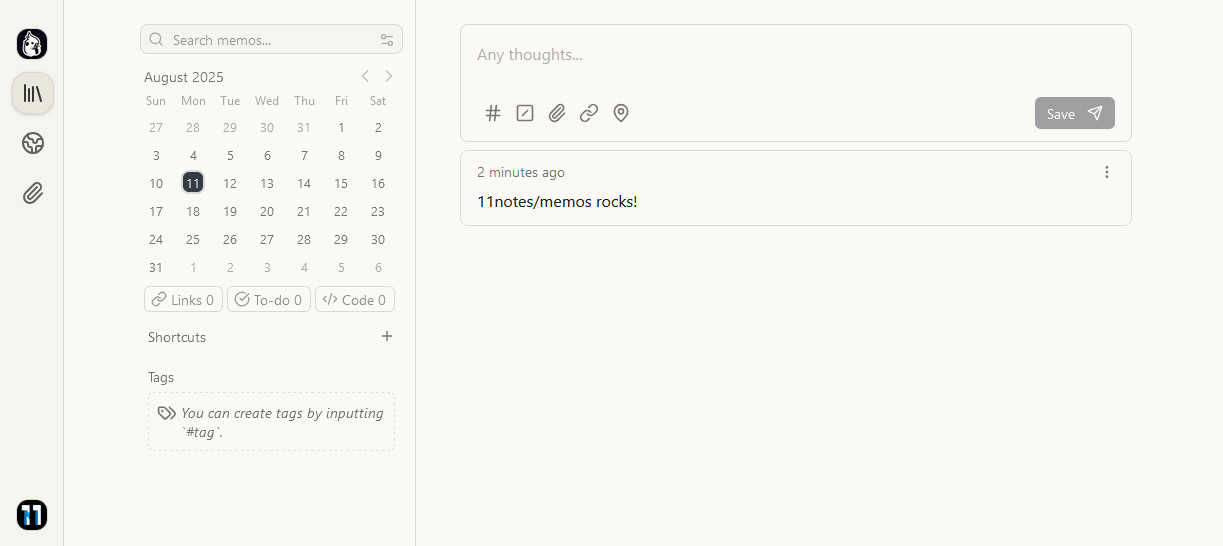 Search memos...
August 2025
Sun Mon Tue Wed Thu Fri Sat
27 28 29 30 31 1 2
3 4 5 6 7 8 9
10 11 12 13 14 15 16
17 18 19 20 21 22 23
24 25 26 27 28 29 30
31 1 2 3 4 5 6
Links 0 To-do 0 Code 0
Shortcuts
Tags
You can create tags by inputting
`#tag`.
11
Any thoughts...
Save
2 minutes ago
11notes/memos rocks!